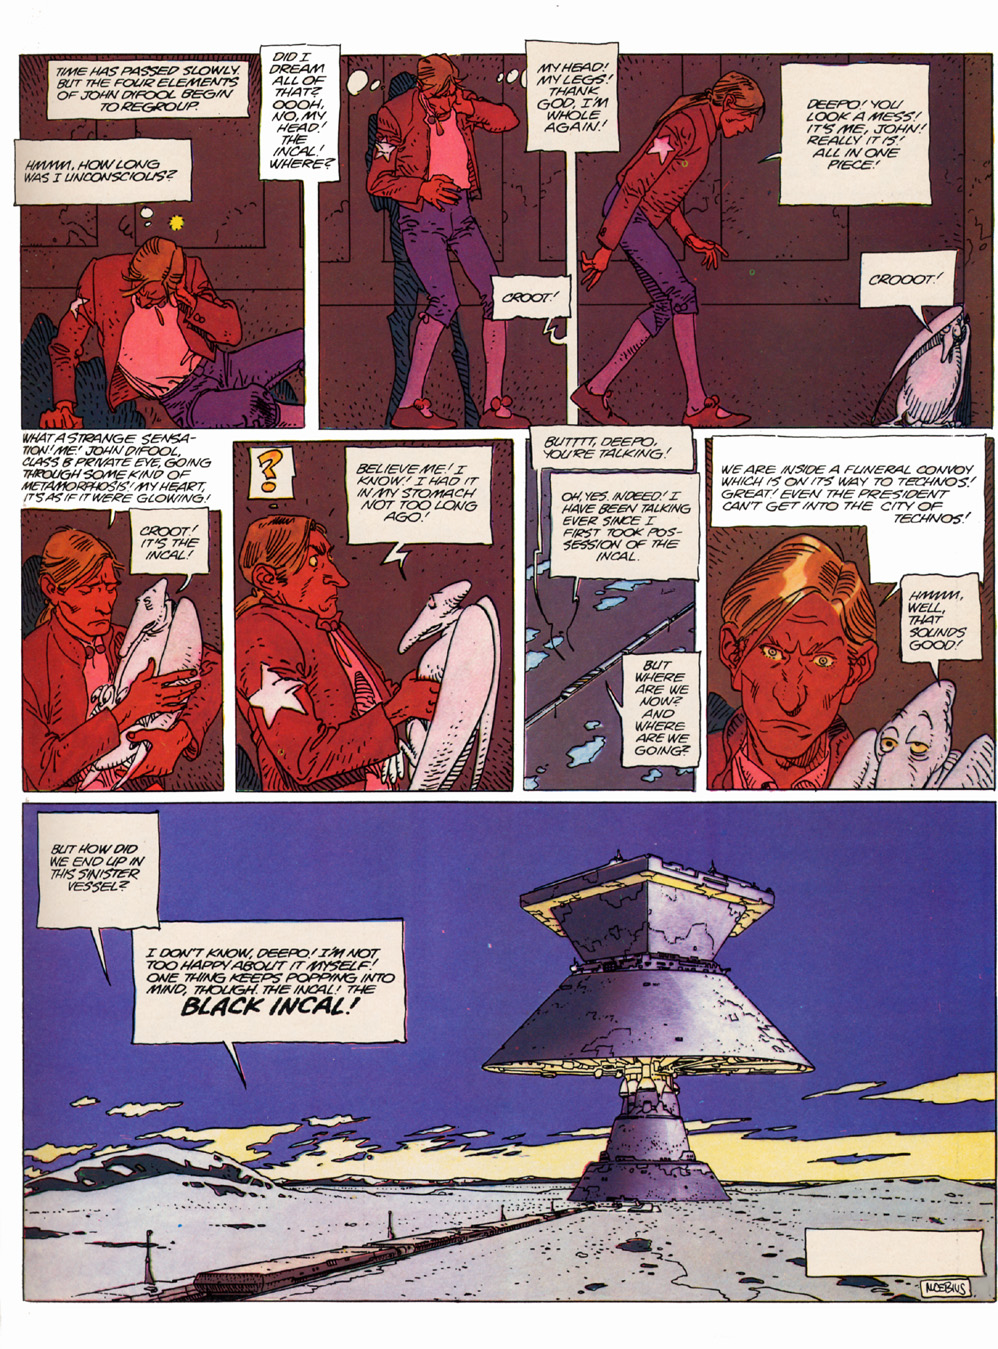 TIME HAS PASSED SLOWLY.
BUT THE FOUR ELEMENTS
OF JOHN DIFOOL BEGIN
TO REGROUP.
HMMM, HOW LONG
WAS I UNCONSCIOUS?
DID I
DREAM
ALL OF
THAT?
OOOH,
NO, MY
HEAD!
THE
INCAL!
WHERE?
CROOT!
MY HEAD!
MY LEGS!
THANK
GOD, I'M
WHOLE
AGAIN!
DEEPO! YOU
LOOK A MESS!
IT'S ME, JOHN!
REALLY IT IS!
ALL IN ONE
PIECE!
CROOOT!
WHAT A STRANGE SENSA-
TION! ME! JOHN DIFOOL,
CLASS B PRIVATE EYE, GOING
THROUGH SOME KIND OF
METAMORPHOSIS! MY HEART,
IT'S AS IF IT WERE GLOWING!
CROOT!
IT'S THE
INCAL!
?
BELIEVE ME! I
KNOW! I HAD IT
IN MY STOMACH
NOT TOO LONG
AGO!
BUTTTT, DEEPO,
YOU'RE TALKING!
OH, YES. INDEED! I
HAVE BEEN TALKING
EVER SINCE I
FIRST TOOK POS-
SESSION OF THE
INCAL.
BUT
WHERE
ARE WE
NOW?
AND
WHERE
ARE WE
GOING?
WE ARE INSIDE A FUNERAL CONVOY
WHICH IS ON ITS WAY TO TECHNOS!
GREAT! EVEN THE PRESIDENT
CAN'T GET INTO THE CITY OF
TECHNOS!
HMMM,
WELL,
THAT
SOUNDS
GOOD!
BUT HOW DID
WE END UP IN
THIS SINISTER
VESSEL?
I DON'T KNOW, DEEPO! I'M NOT
TOO HAPPY ABOUT IT MYSELF!
ONE THING KEEPS POPPING INTO
MIND, THOUGH. THE INCAL! THE
BLACK INCAL!
MOEBIUS